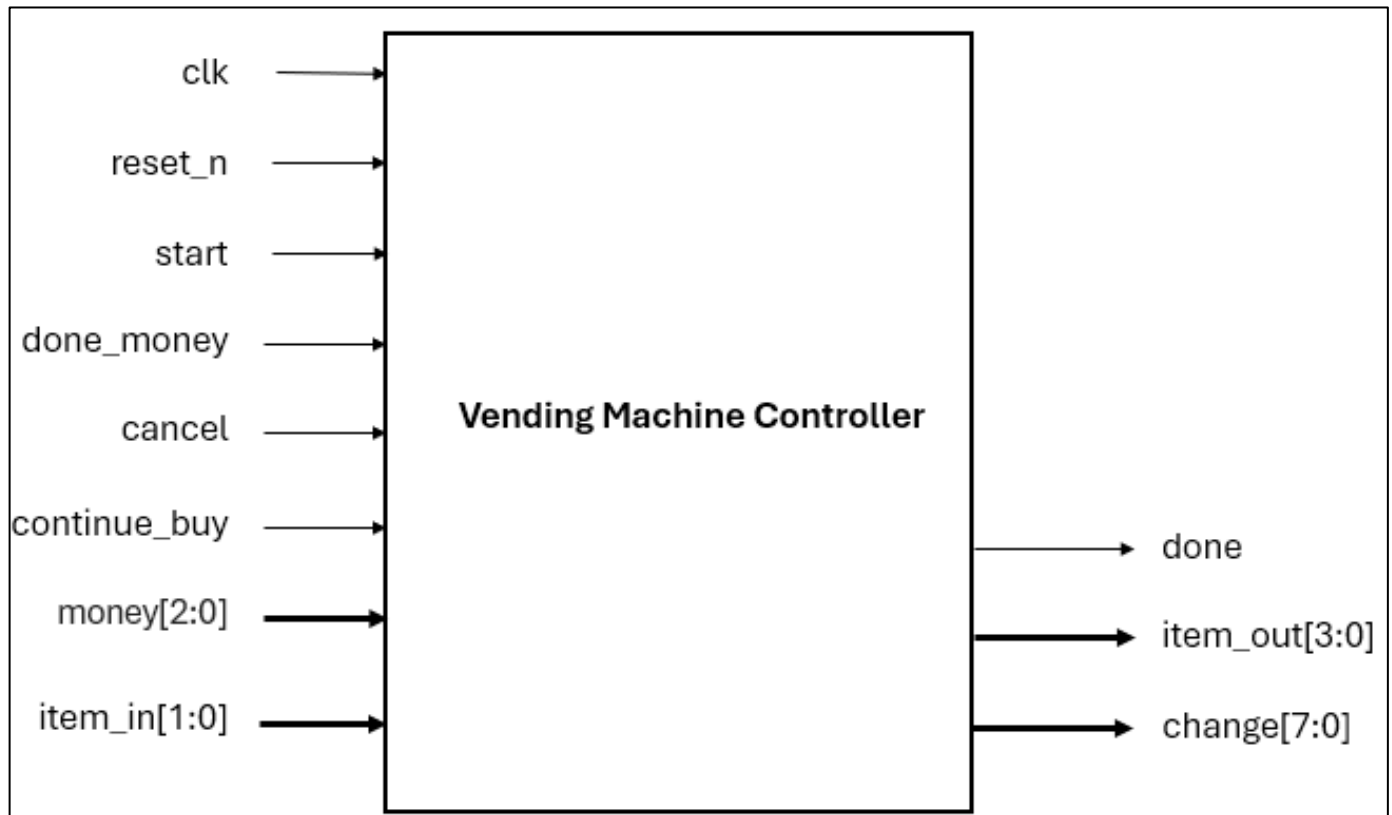 clk
reset_n
start
done_money
cancel
continue_buy
money[2:0]
item_in[1:0]
Vending Machine Controller
done
item_out[3:0]
change[7:0]